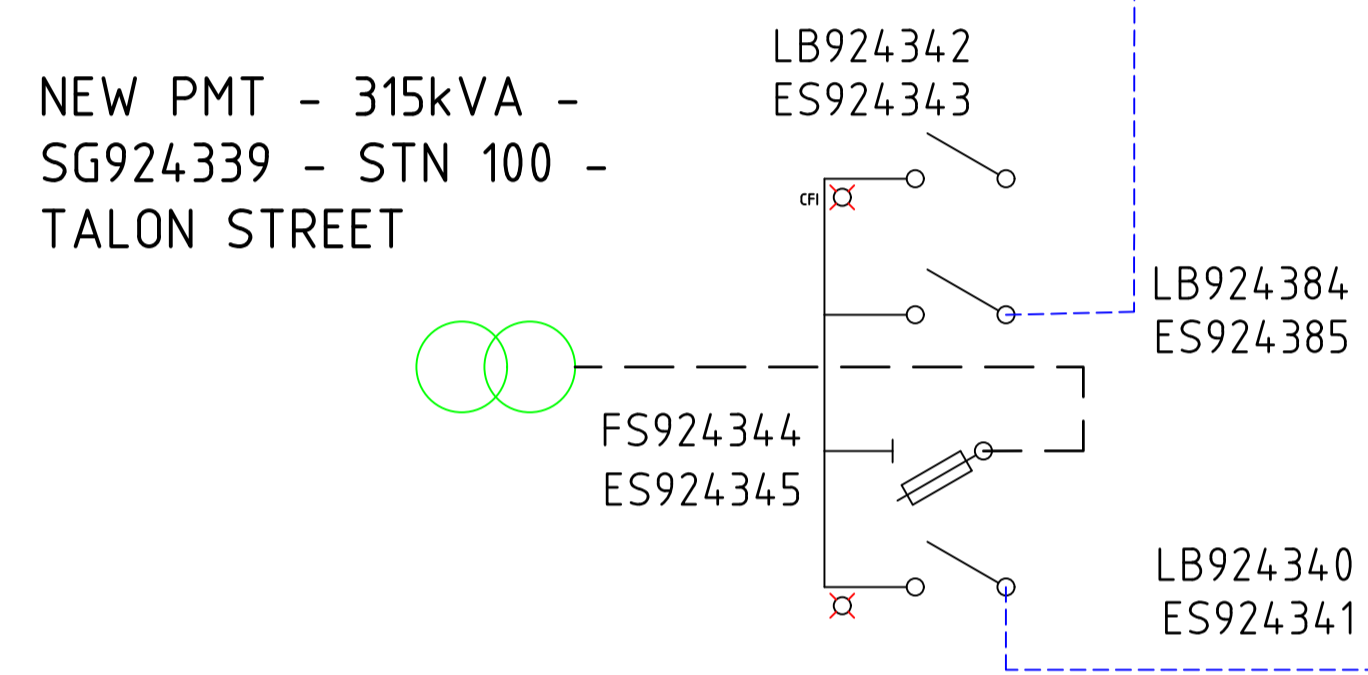 NEW PMT - 315kVA -
SG924339 - STN 100 -
TALON STREET
LB924342
ES924343
CFI
LB924384
ES924385
FS924344
ES924345
LB924340
ES924341